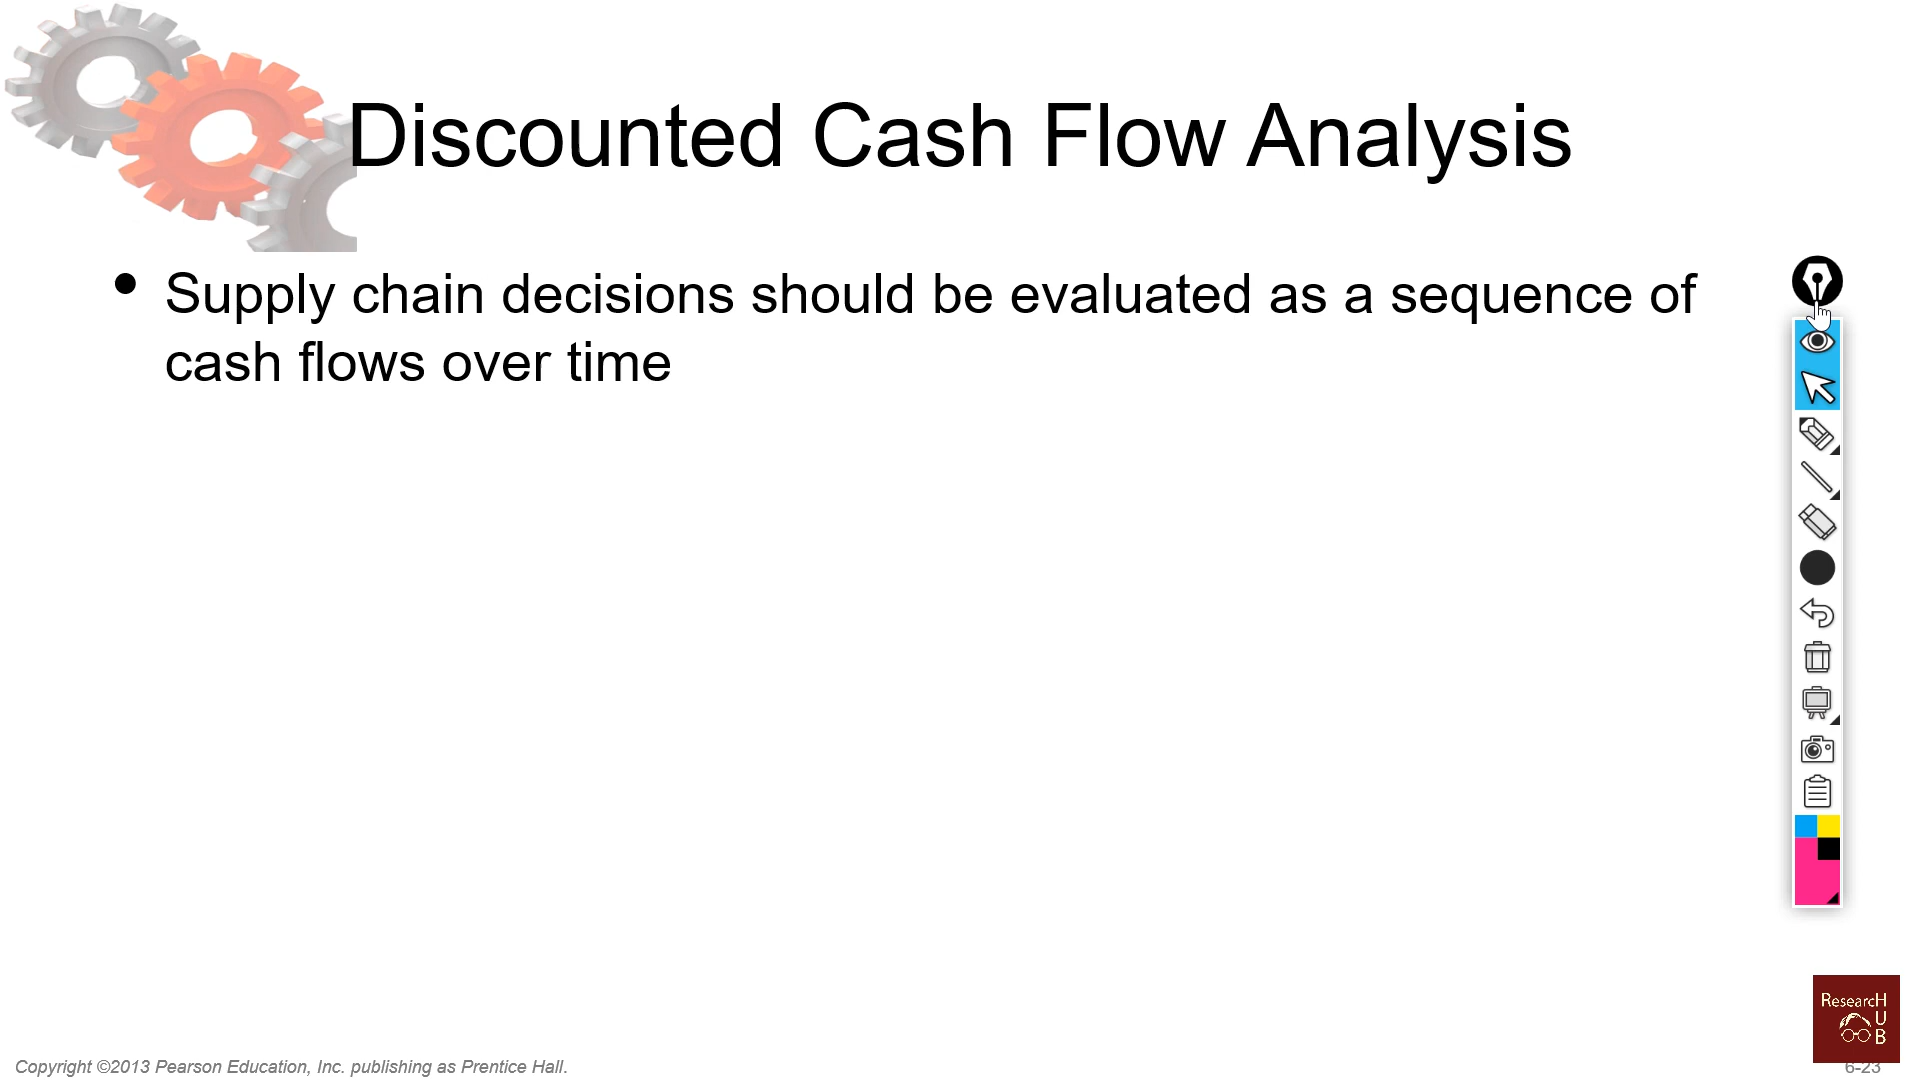 Discounted Cash Flow Analysis
• Supply chain decisions should be evaluated as a sequence of
cash flows over time
ResearcH
U
B
Copyright ©2013 Pearson Education, Inc. publishing as Prentice Hall.
6-23